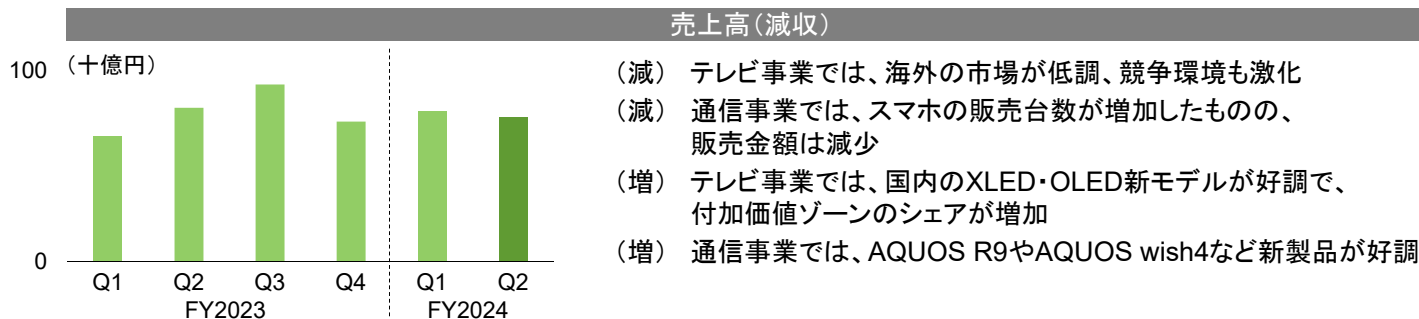 売上高(減収)
100 (十億円)
0
Q1 Q2 Q3 Q4 Q1 Q2
FY2023 FY2024
(減) テレビ事業では、海外の市場が低調、競争環境も激化
(減) 通信事業では、スマホの販売台数が増加したものの、
販売金額は減少
(増) テレビ事業では、国内のXLED・OLED新モデルが好調で、
付加価値ゾーンのシェアが増加
(増) 通信事業では、AQUOS R9やAQUOS wish4など新製品が好調